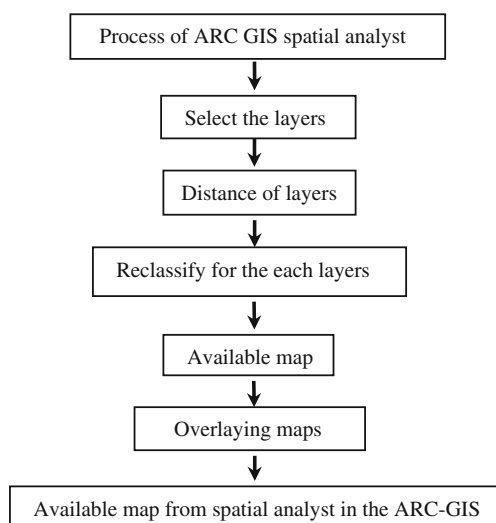 Process of ARC GIS spatial analyst
Select the layers
Distance of layers
Reclassify for the each layers
Available map
Overlaying maps
Available map from spatial analyst in the ARC-GIS